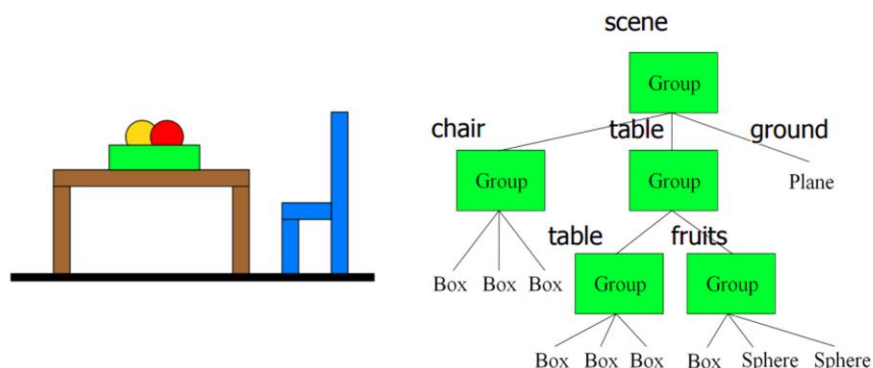 scene
Group
chair table ground
Group Group Plane
table fruits
Box Box Box Group Group
Box Box Box Box Sphere Sphere